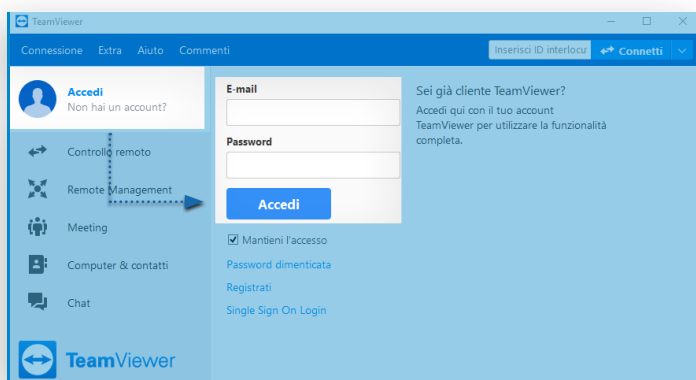 TeamViewer
Connessione Extra Aiuto Commenti
Inserisci ID interlocu
Connetti
Accedi
Non hai un account?
Controllo remoto
Remote Management
Meeting
Computer & contatti
Chat
TeamViewer
E-mail
Password
Accedi
Mantieni l'accesso
Password dimenticata
Registrati
Single Sign On Login
Sei già cliente TeamViewer?
Accedi qui con il tuo account
TeamViewer per utilizzare la funzionalità
completa.